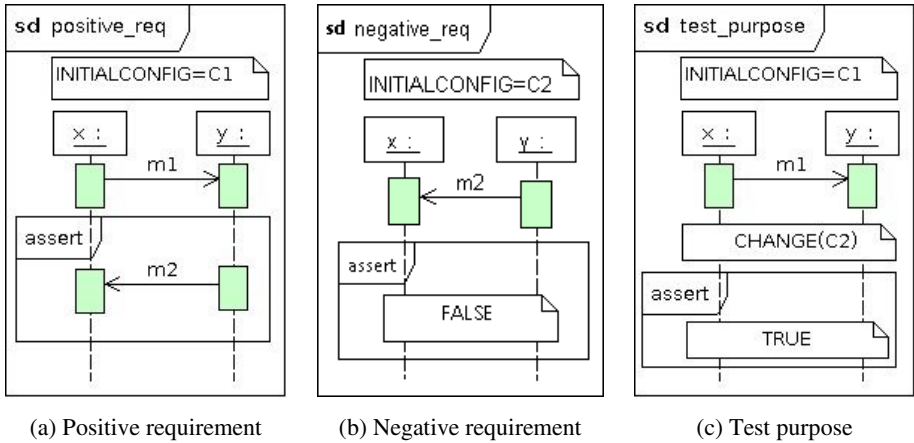 sd positive_req
INITIALCONFIG=C1
x :
y :
m1
assert
m2
(a) Positive requirement
sd negative_req
INITIALCONFIG=C2
x :
y :
m2
assert
FALSE
(b) Negative requirement
sd test_purpose
INITIALCONFIG=C1
x :
y :
m1
CHANGE(C2)
assert
TRUE
(c) Test purpose